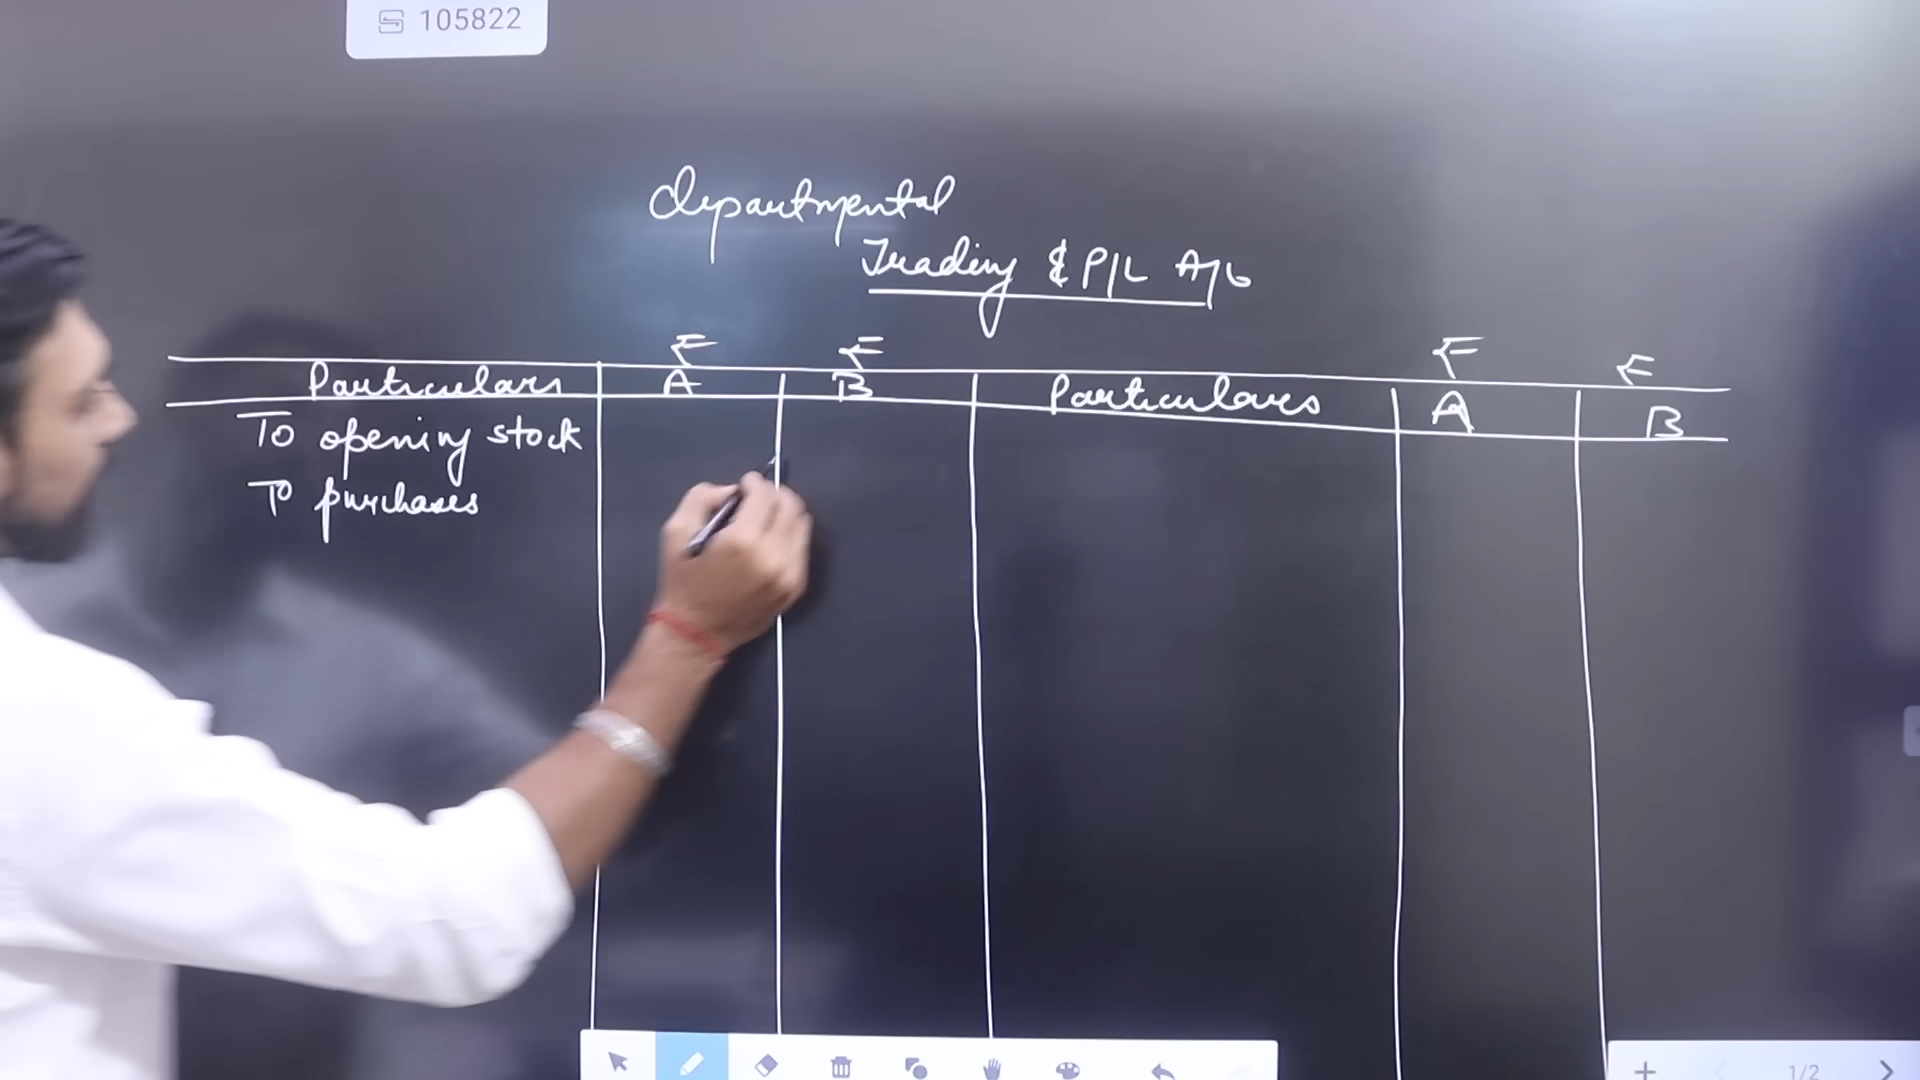 105822
departmental
Trading & P/L A/c
₹ ₹ ₹ ₹
Particulars A B Particulars A B
To opening stock
To purchases
1/2